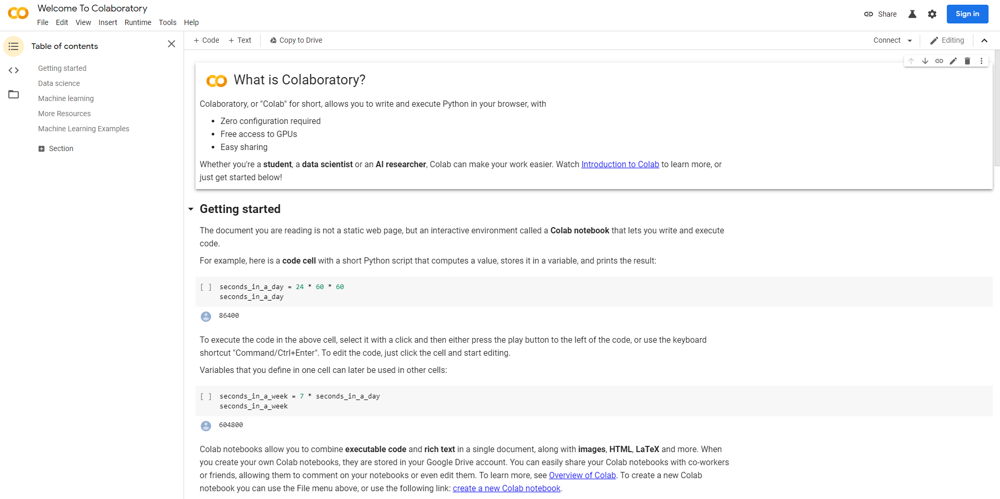 Welcome To Colaboratory
File Edit View Insert Runtime Tools Help
Share
Sign in
Table of contents
Getting started
Data science
Machine learning
More Resources
Machine Learning Examples
Section
+ Code + Text Copy to Drive
Connect Editing
What is Colaboratory?
Colaboratory, or "Colab" for short, allows you to write and execute Python in your browser, with
• Zero configuration required
• Free access to GPUs
• Easy sharing
Whether you're a student, a data scientist or an AI researcher, Colab can make your work easier. Watch Introduction to Colab to learn more, or
just get started below!
Getting started
The document you are reading is not a static web page, but an interactive environment called a Colab notebook that lets you write and execute
code.
For example, here is a code cell with a short Python script that computes a value, stores it in a variable, and prints the result:
[ ] seconds_in_a_day = 24 * 60 * 60
seconds_in_a_day
86400
To execute the code in the above cell, select it with a click and then either press the play button to the left of the code, or use the keyboard
shortcut "Command/Ctrl+Enter". To edit the code, just click the cell and start editing.
Variables that you define in one cell can later be used in other cells:
[ ] seconds_in_a_week = 7 * seconds_in_a_day
seconds_in_a_week
604800
Colab notebooks allow you to combine executable code and rich text in a single document, along with images, HTML, LaTeX and more. When
you create your own Colab notebooks, they are stored in your Google Drive account. You can easily share your Colab notebooks with co-workers
or friends, allowing them to comment on your notebooks or even edit them. To learn more, see Overview of Colab. To create a new Colab
notebook you can use the File menu above, or use the following link: create a new Colab notebook.